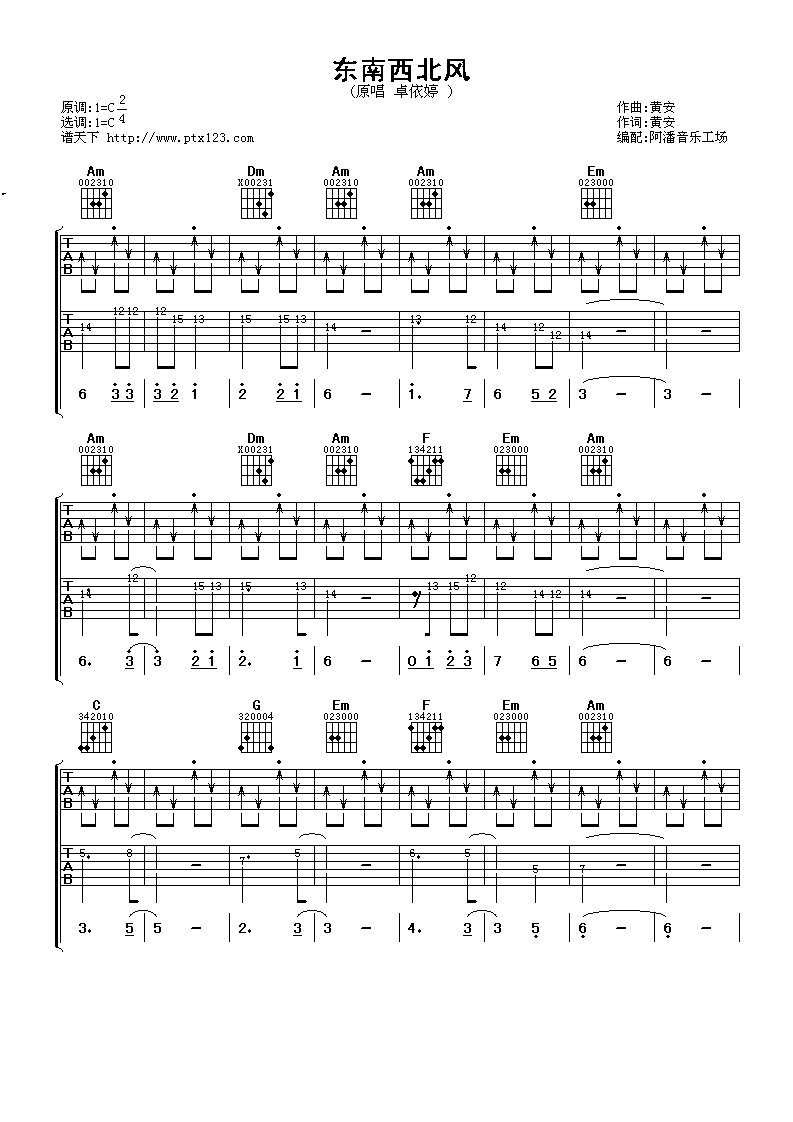 东南西北风
(原唱 卓依婷 )
原调:1=C 2/4
作曲:黄安
选调:1=C
作词:黄安
谱天下 http://www.ptx123.com
编配:阿潘音乐工场
Am Dm Am Am Em
002310 X00231 002310 002310 023000
T
A
B
T 14 12 12 12 15 13 15 15 13 14 – 13 12 14 12 12 14 – –
A
B
6 3 3 3 2 1 2 2 1 6 – 1. 7 6 5 2 3 – 3 –
Am Dm Am F Em Am
002310 X00231 002310 134211 023000 002310
T
A
B
T 14 12 15 13 15 13 14 – 13 15 12 12 14 12 14 – –
A
B
6. 3 3 2 1 2. 1 6 – 0 1 2 3 7 6 5 6 – 6 –
C G Em F Em Am
342010 320004 023000 134211 023000 002310
T
A
B
T 5 8 – 7 5 – 6 5 5 7 – –
A
B
3. 5 5 – 2. 3 3 – 4. 3 3 5 6 – 6 –